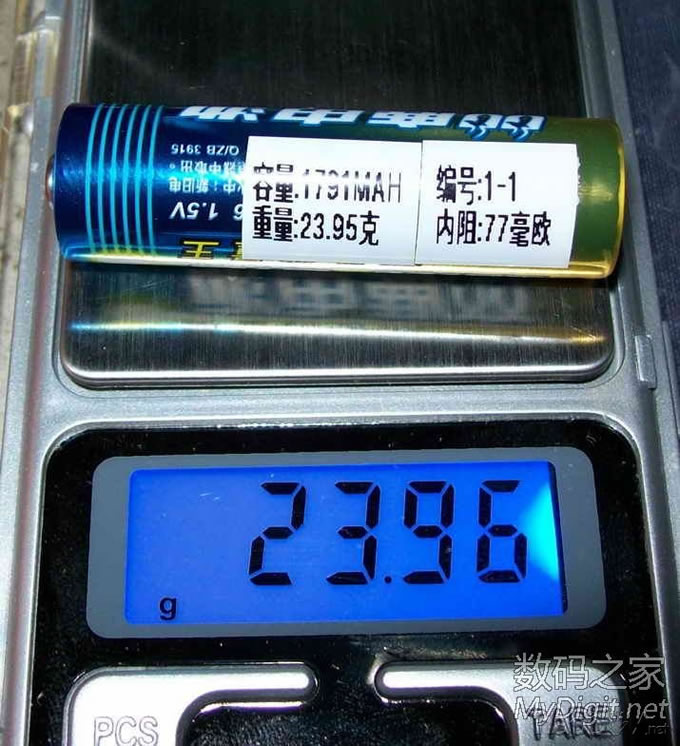 Q/ZB 3915
1.5V
容量:1791MAH
重量:23.95克
编号:1-1
内阻:77毫欧
23.96
g
数码之家
MyDigit.net
PCS
TARE